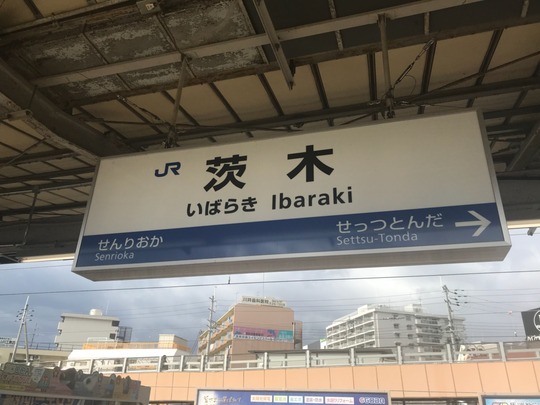 JR 茨木
いばらき Ibaraki
せんりおか
Senrioka
せっつとんだ
Settsu-Tonda